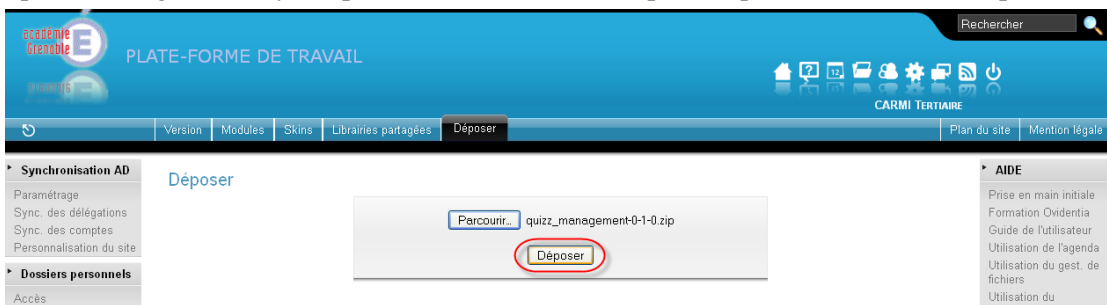 Rechercher
académie
Grenoble
PLATE-FORME DE TRAVAIL
12
CARMI TERTIAIRE
Version Modules Skins Librairies partagées Déposer Plan du site Mention légale
Synchronisation AD
Paramétrage
Sync. des délégations
Sync. des comptes
Personnalisation du site
Dossiers personnels
Accès
Déposer
Parcourir... quizz_management-0-1-0.zip
Déposer
AIDE
Prise en main initiale
Formation Ovidentia
Guide de l'utilisateur
Utilisation de l'agenda
Utilisation du gest. de
fichiers
Utilisation du